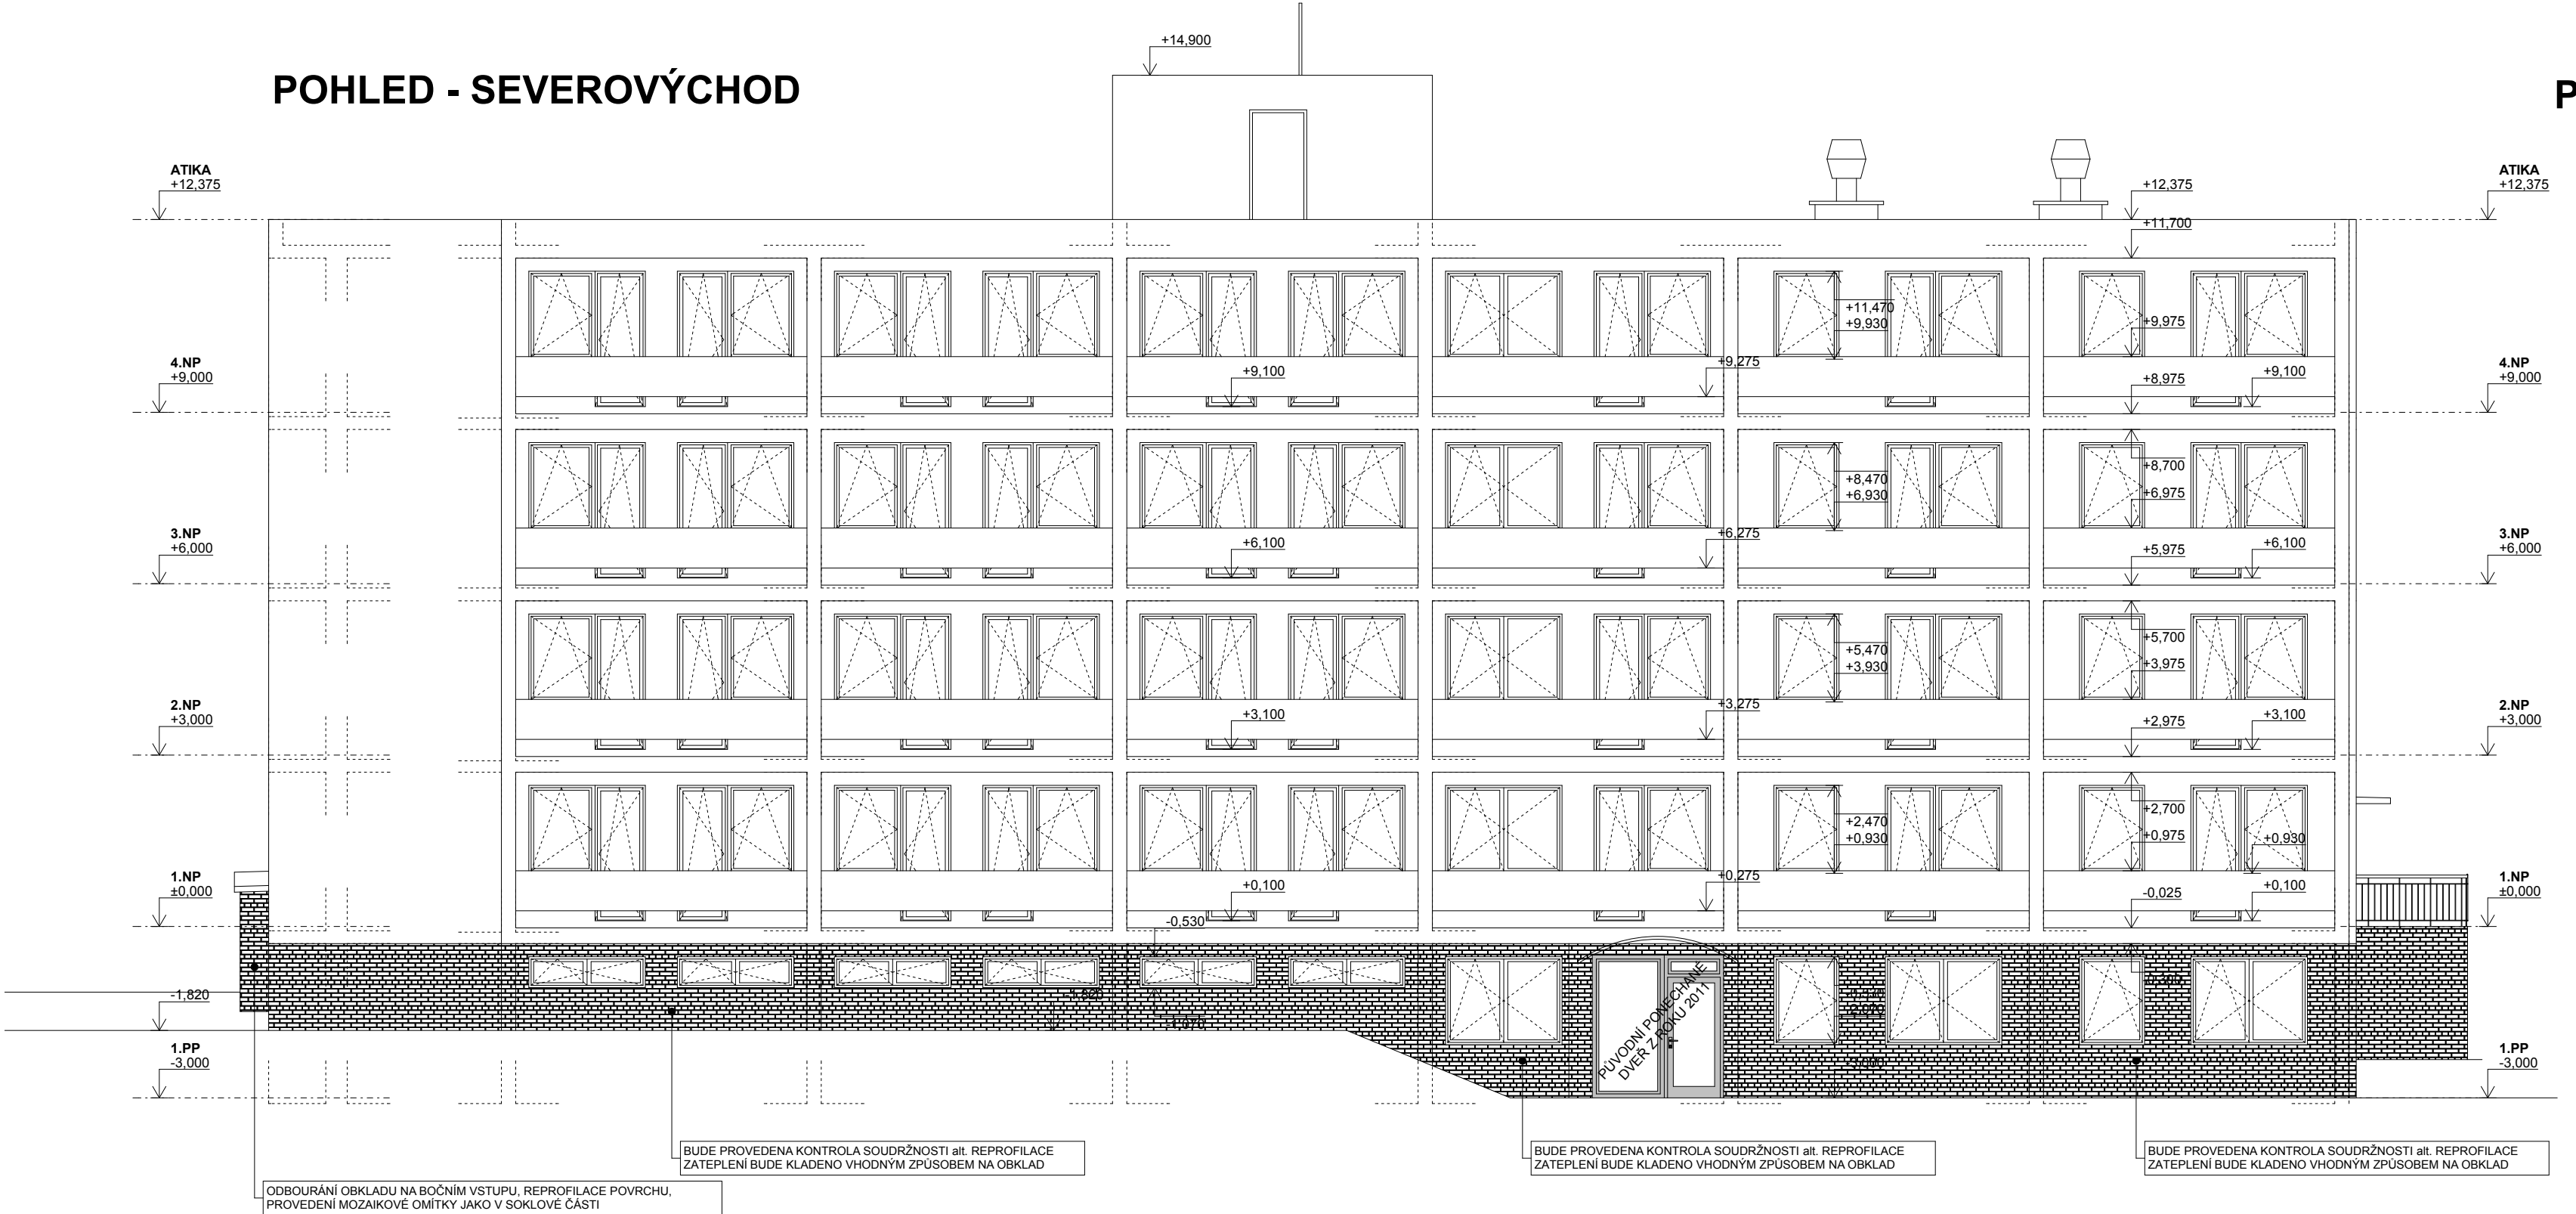 +14,900
POHLED - SEVEROVÝCHOD
P
ATIKA
+12,375
+12,375
ATIKA
+12,375
+11,700
+11,470
+9,930
+9,975
4.NP
+9,000
+9,100
+9,275
+8,975
+9,100
4.NP
+9,000
+8,700
+8,470
+6,930
+6,975
3.NP
+6,000
+6,100
+6,275
+5,975
+6,100
3.NP
+6,000
+5,700
+5,470
+3,930
+3,975
2.NP
+3,000
+3,100
+3,275
+2,975
+3,100
2.NP
+3,000
+2,700
+2,470
+0,930
+0,975
+0,930
1.NP
±0,000
+0,100
+0,275
-0,025
+0,100
1.NP
±0,000
-0,530
-1,820
-1,820
-1,070
PŮVODNÍ PONECHANÉ
DVEŘ Z ROKU 2011
-2,070
-3,000
1.PP
-3,000
1.PP
-3,000
BUDE PROVEDENA KONTROLA SOUDRŽNOSTI alt. REPROFILACE
ZATEPLENÍ BUDE KLADENO VHODNÝM ZPŮSOBEM NA OBKLAD
BUDE PROVEDENA KONTROLA SOUDRŽNOSTI alt. REPROFILACE
ZATEPLENÍ BUDE KLADENO VHODNÝM ZPŮSOBEM NA OBKLAD
BUDE PROVEDENA KONTROLA SOUDRŽNOSTI alt. REPROFILACE
ZATEPLENÍ BUDE KLADENO VHODNÝM ZPŮSOBEM NA OBKLAD
ODBOURÁNÍ OBKLADU NA BOČNÍM VSTUPU, REPROFILACE POVRCHU,
PROVEDENÍ MOZAIKOVÉ OMÍTKY JAKO V SOKLOVÉ ČÁSTI